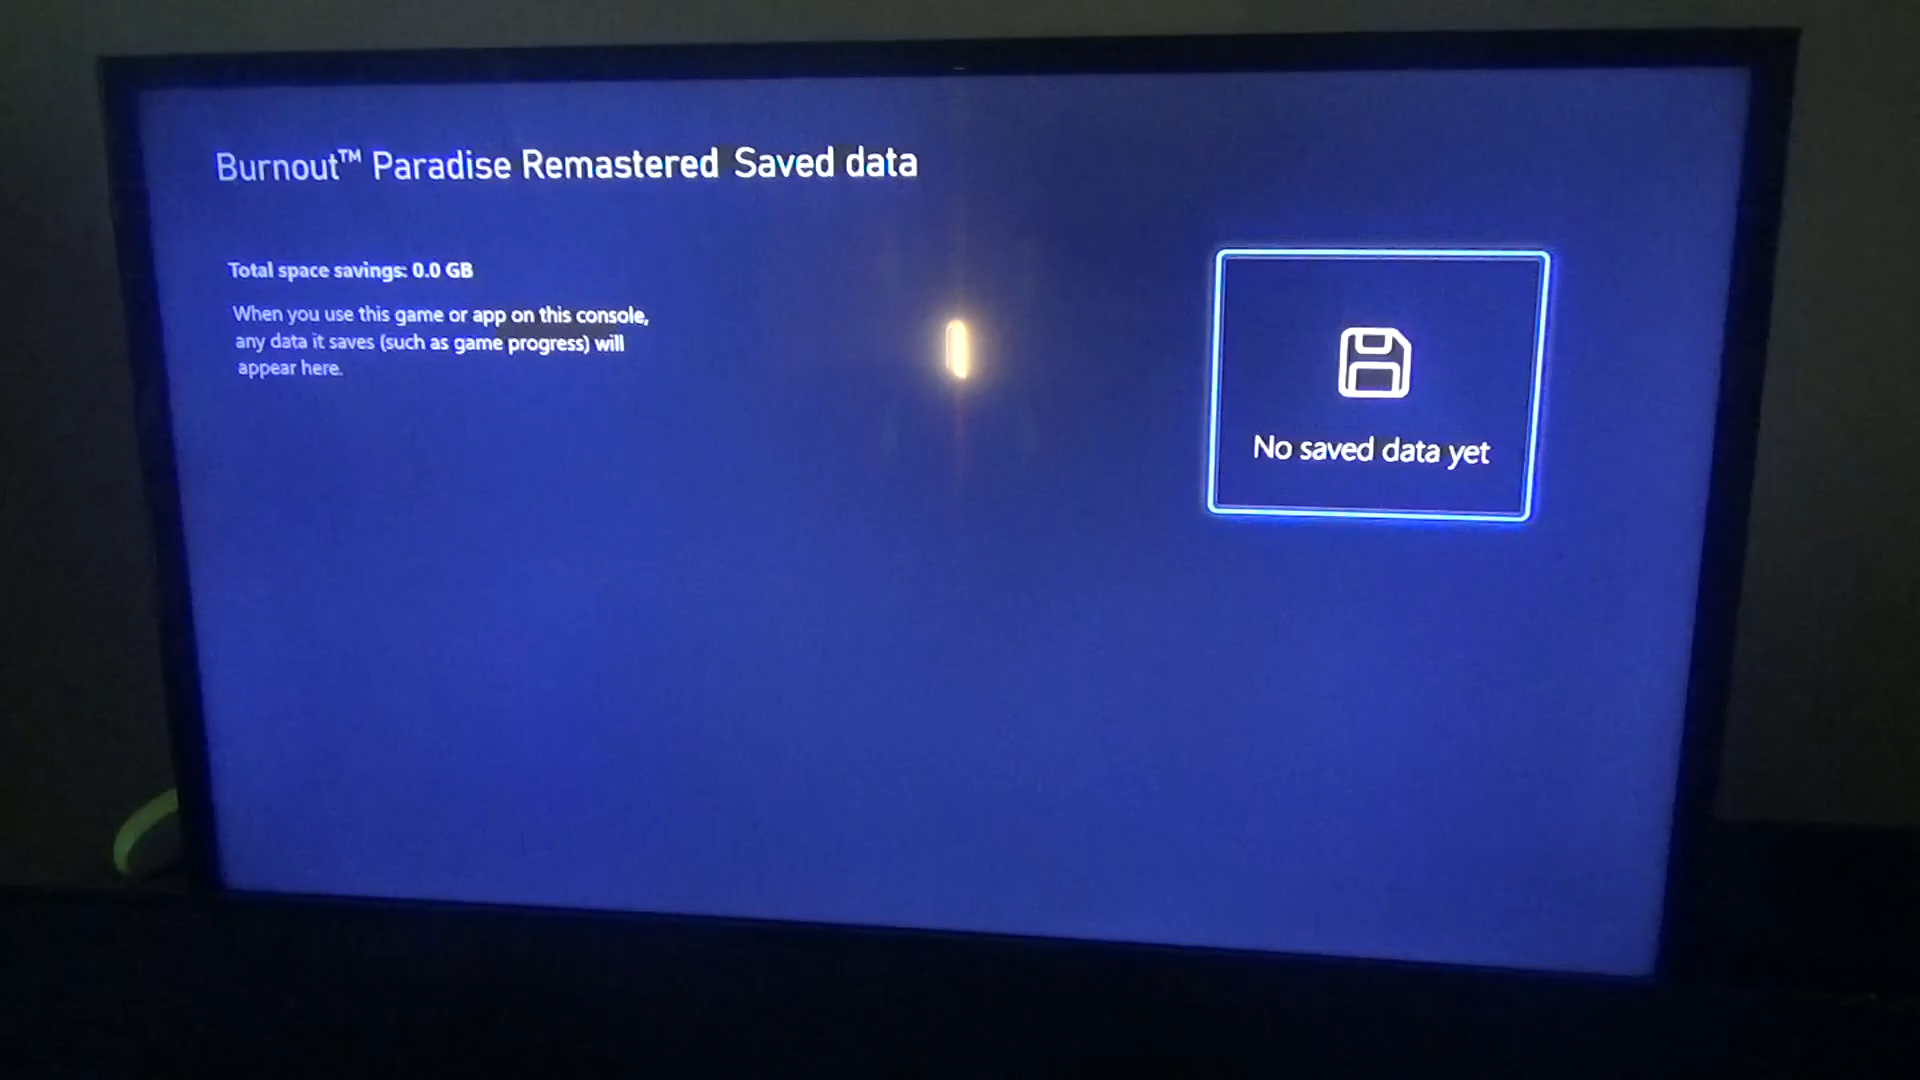 Burnout™ Paradise Remastered Saved data
Total space savings: 0.0 GB
When you use this game or app on this console,
any data it saves (such as game progress) will
appear here.
No saved data yet